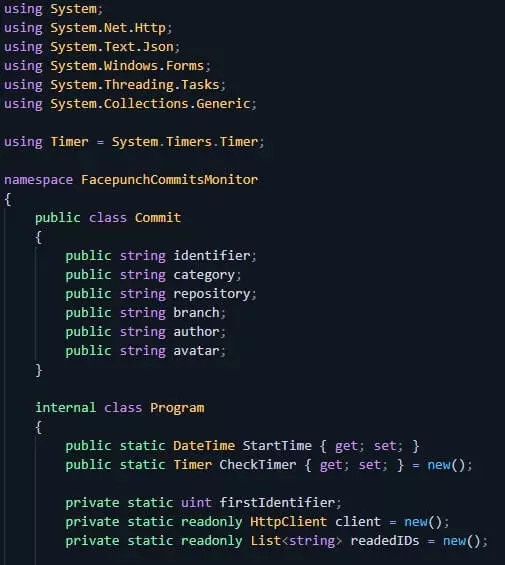 using System;
using System.Net.Http;
using System.Text.Json;
using System.Windows.Forms;
using System.Threading.Tasks;
using System.Collections.Generic;
using Timer = System.Timers.Timer;
namespace FacepunchCommitsMonitor
{
public class Commit
{
public string identifier;
public string category;
public string repository;
public string branch;
public string author;
public string avatar;
}
internal class Program
{
public static DateTime StartTime { get; set; }
public static Timer CheckTimer { get; set; } = new();
private static uint firstIdentifier;
private static readonly HttpClient client = new();
private static readonly List<string> readedIDs = new();